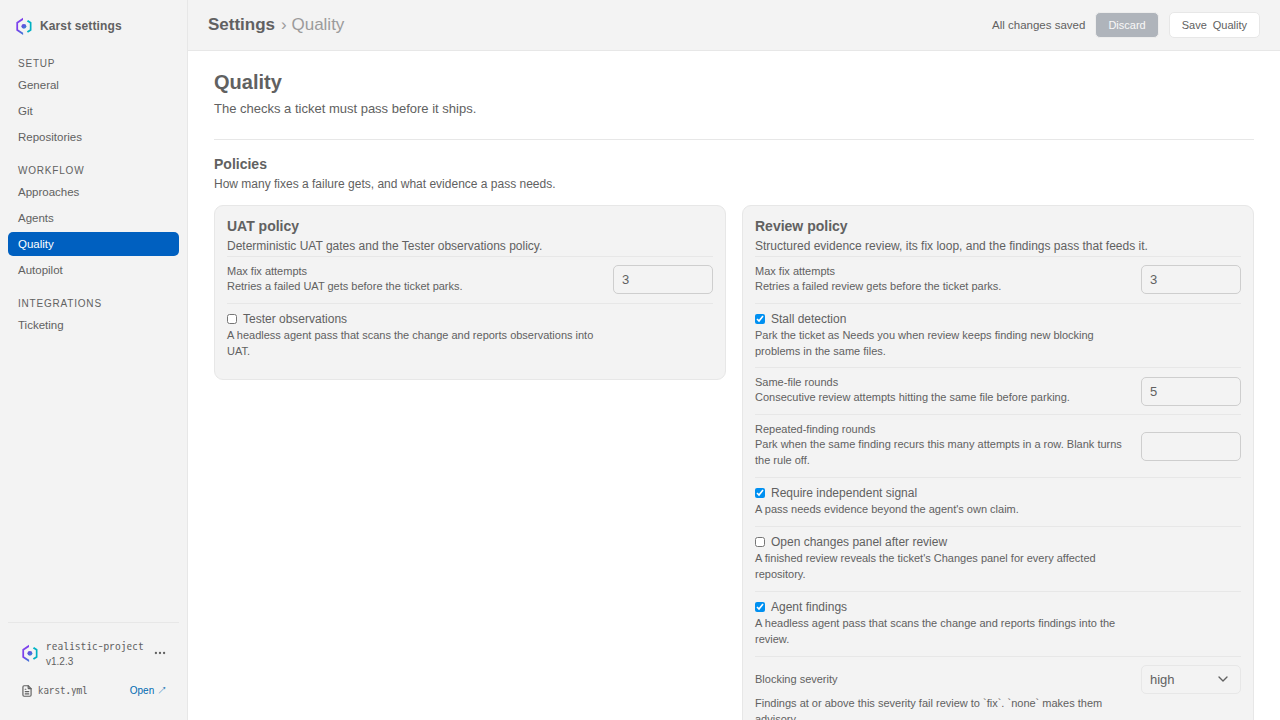 Karst settings
Settings › Quality
All changes saved
Discard
Save Quality
SETUP
General
Git
Repositories
WORKFLOW
Approaches
Agents
Quality
Autopilot
INTEGRATIONS
Ticketing
realistic-project
v1.2.3
karst.yml
Open ↗
Quality
The checks a ticket must pass before it ships.
Policies
How many fixes a failure gets, and what evidence a pass needs.
UAT policy
Deterministic UAT gates and the Tester observations policy.
Max fix attempts
Retries a failed UAT gets before the ticket parks.
3
Tester observations
A headless agent pass that scans the change and reports observations into
UAT.
Review policy
Structured evidence review, its fix loop, and the findings pass that feeds it.
Max fix attempts
Retries a failed review gets before the ticket parks.
3
Stall detection
Park the ticket as Needs you when review keeps finding new blocking
problems in the same files.
Same-file rounds
Consecutive review attempts hitting the same file before parking.
5
Repeated-finding rounds
Park when the same finding recurs this many attempts in a row. Blank turns
the rule off.
Require independent signal
A pass needs evidence beyond the agent's own claim.
Open changes panel after review
A finished review reveals the ticket's Changes panel for every affected
repository.
Agent findings
A headless agent pass that scans the change and reports findings into the
review.
Blocking severity
high
Findings at or above this severity fail review to `fix`. `none` makes them
advisory.